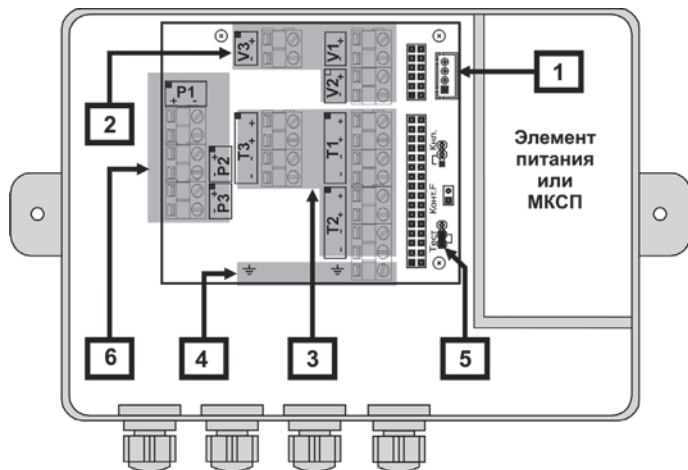 V3 + -
V1 + -
V2 + -
1
2
P1
+ -
P2 + -
P3 + -
T3 + + - -
T1 + + - -
T2 + + - -
Кнп.
Конт.F
Тест
Элемент
питания
или
МКСП
6
4
3
5